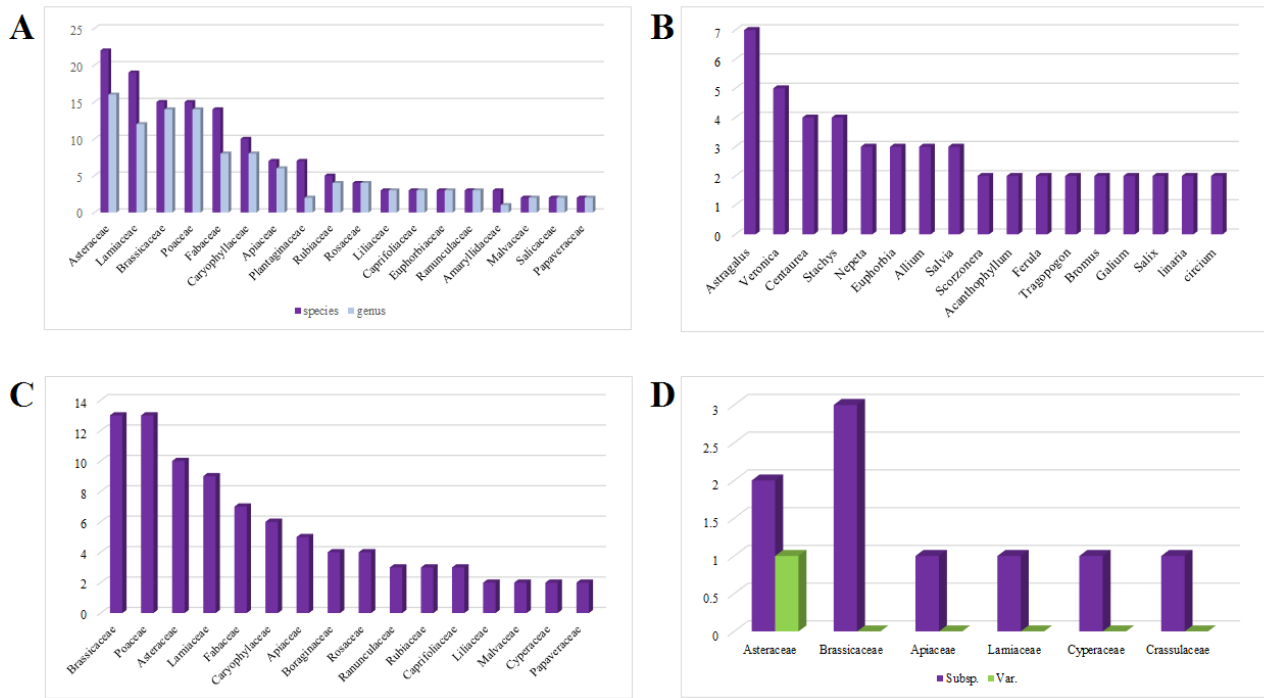 A
25
20
15
10
5
0
Asteraceae
Lamiaceae
Brassicaceae
Poaceae
Fabaceae
Caryophyllaceae
Apiaceae
Plantaginaceae
Rubiaceae
Rosaceae
Liliaceae
Caprifoliaceae
Euphorbiaceae
Ranunculaceae
Amaryllidaceae
Malvaceae
Salicaceae
Papaveraceae
species genus
B
7
6
5
4
3
2
1
0
Astragalus
Veronica
Centaurea
Stachys
Nepeta
Euphorbia
Allium
Salvia
Scorzonera
Acanthophyllum
Ferula
Tragopogon
Bromus
Galium
Salix
linaria
circium
C
14
12
10
8
6
4
2
0
Brassicaceae
Poaceae
Asteraceae
Lamiaceae
Fabaceae
Caryophylaceae
Apiaceae
Boraginaceae
Rosaceae
Ranunculaceae
Rubiaceae
Caprifoliaceae
Liliaceae
Malvaceae
Cyperaceae
Papaveraceae
D
3
2.5
2
1.5
1
0.5
0
Asteraceae Brassicaceae Apiaceae Lamiaceae Cyperaceae Crassulaceae
Subsp. Var.